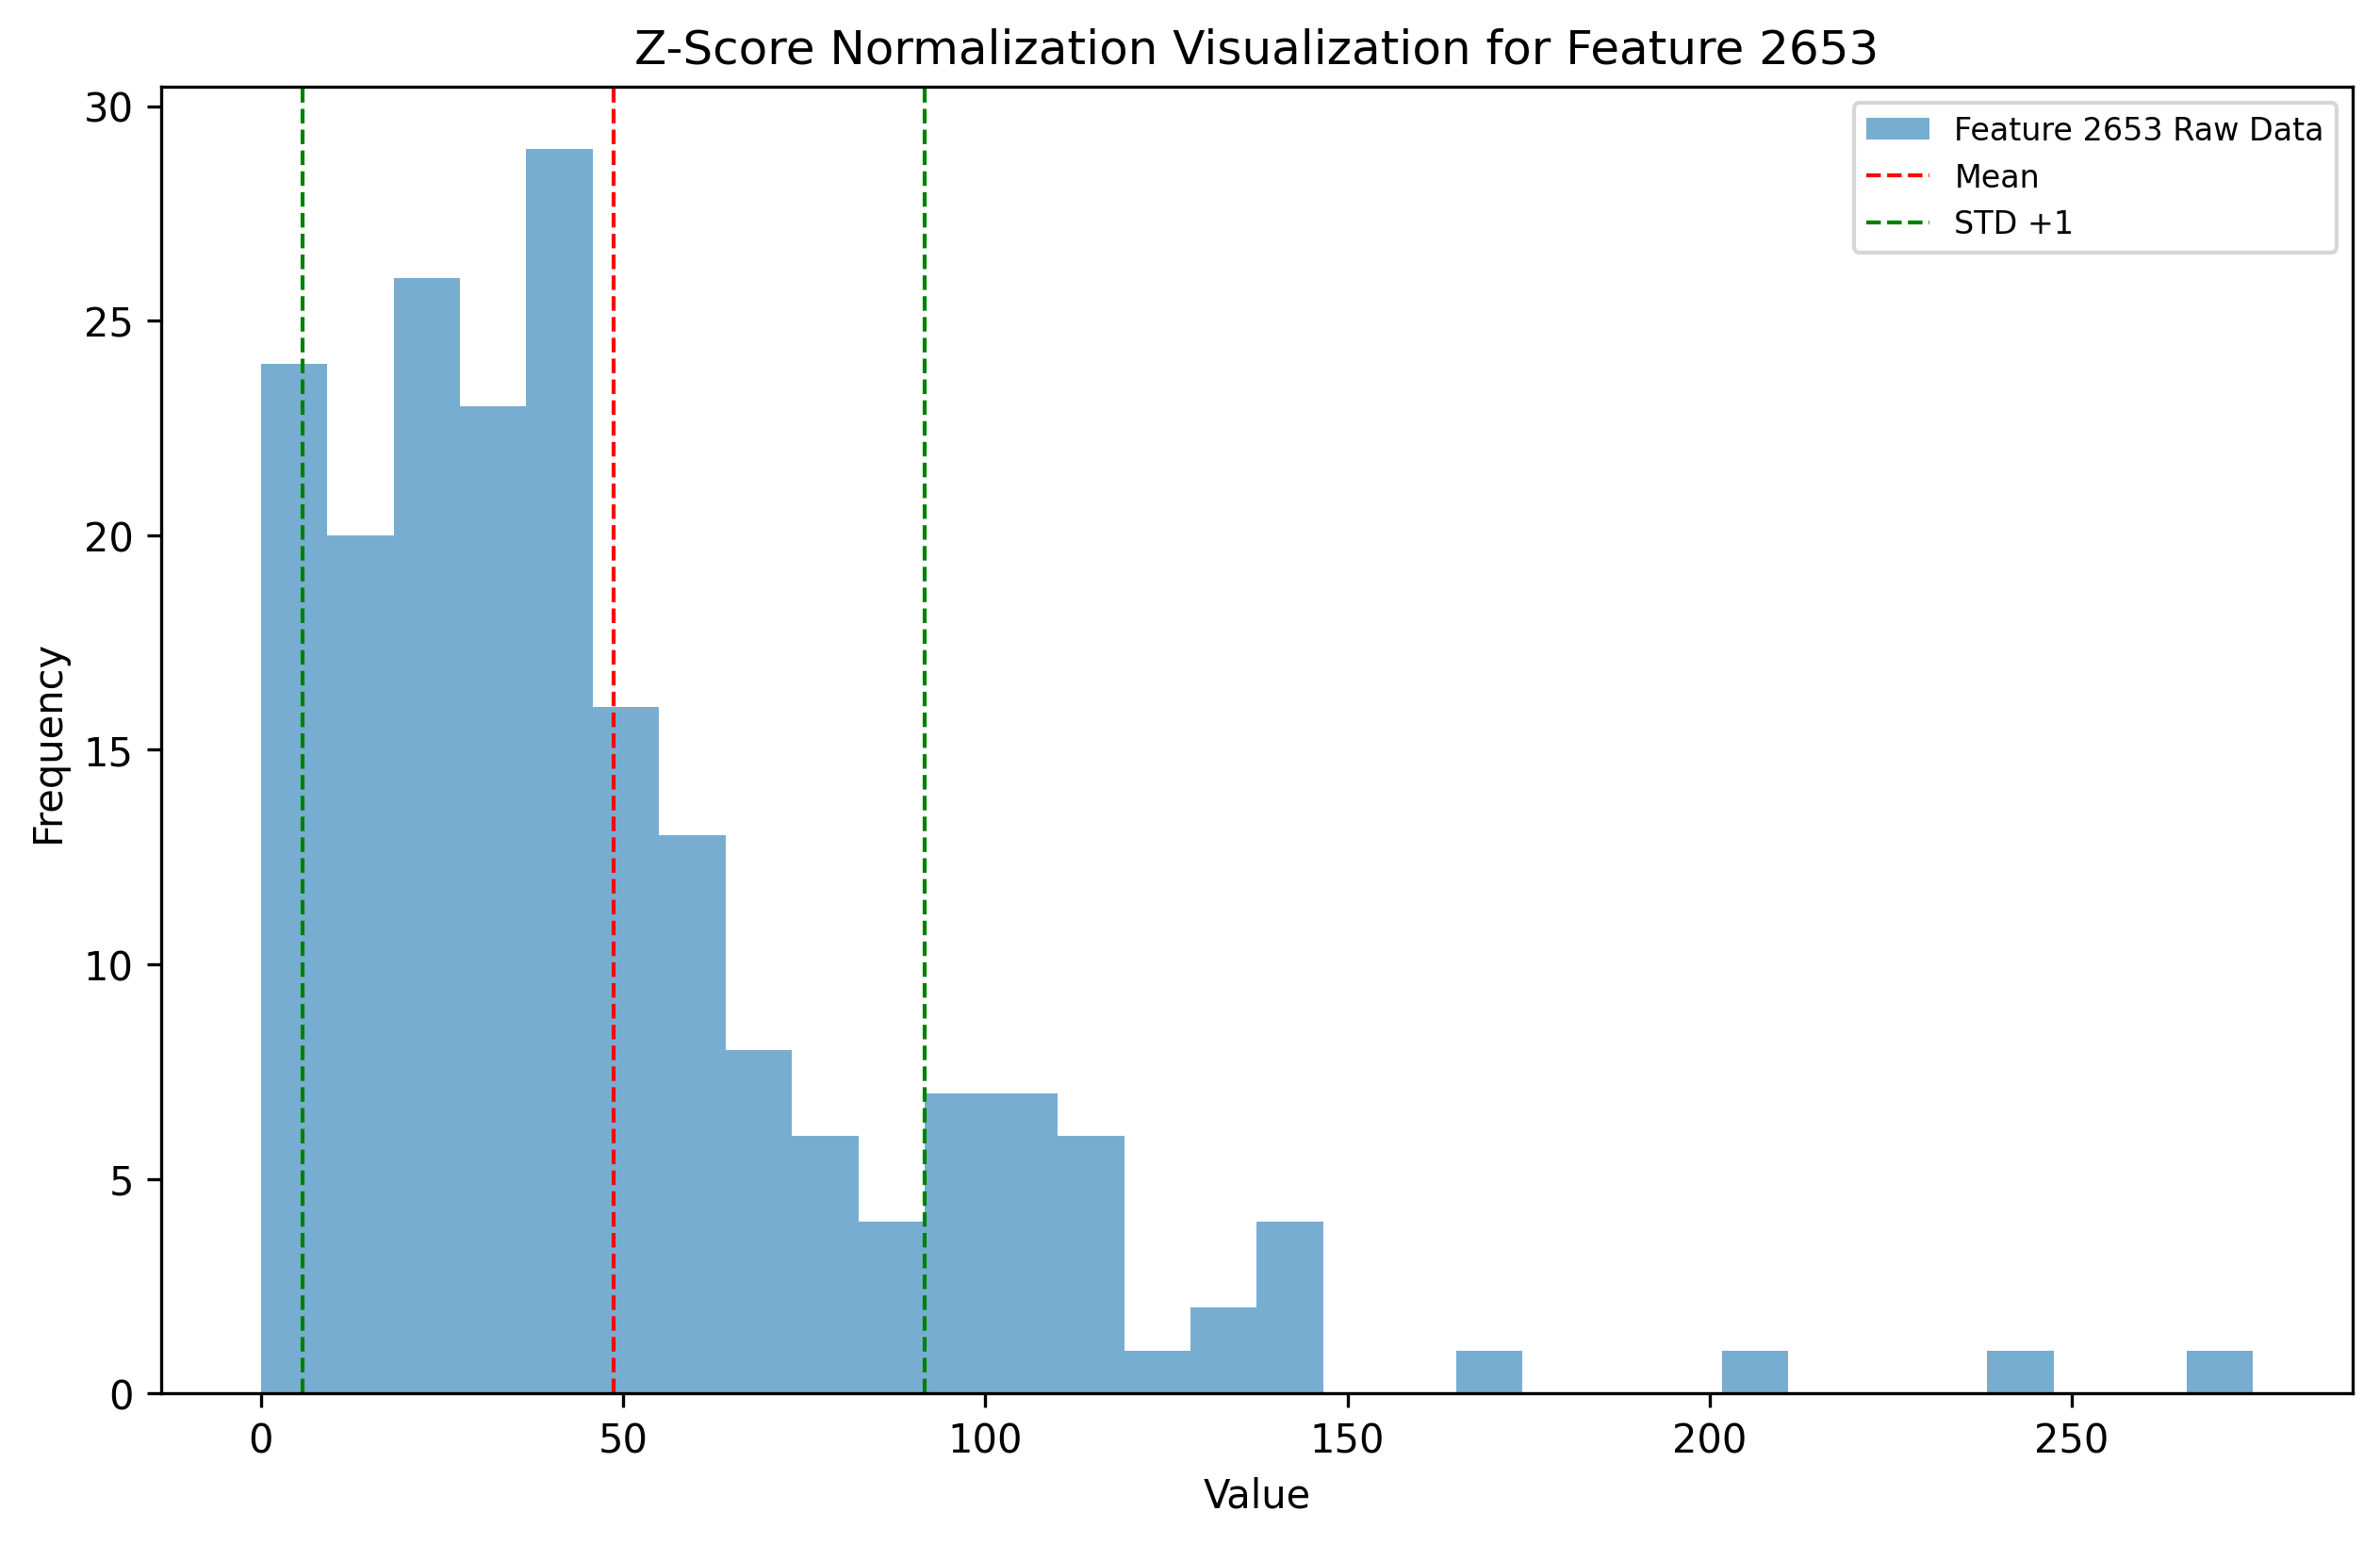 Z-Score Normalization Visualization for Feature 2653
Feature 2653 Raw Data
Mean
STD +1
30
25
20
15
10
5
0
Frequency
0 50 100 150 200 250
Value